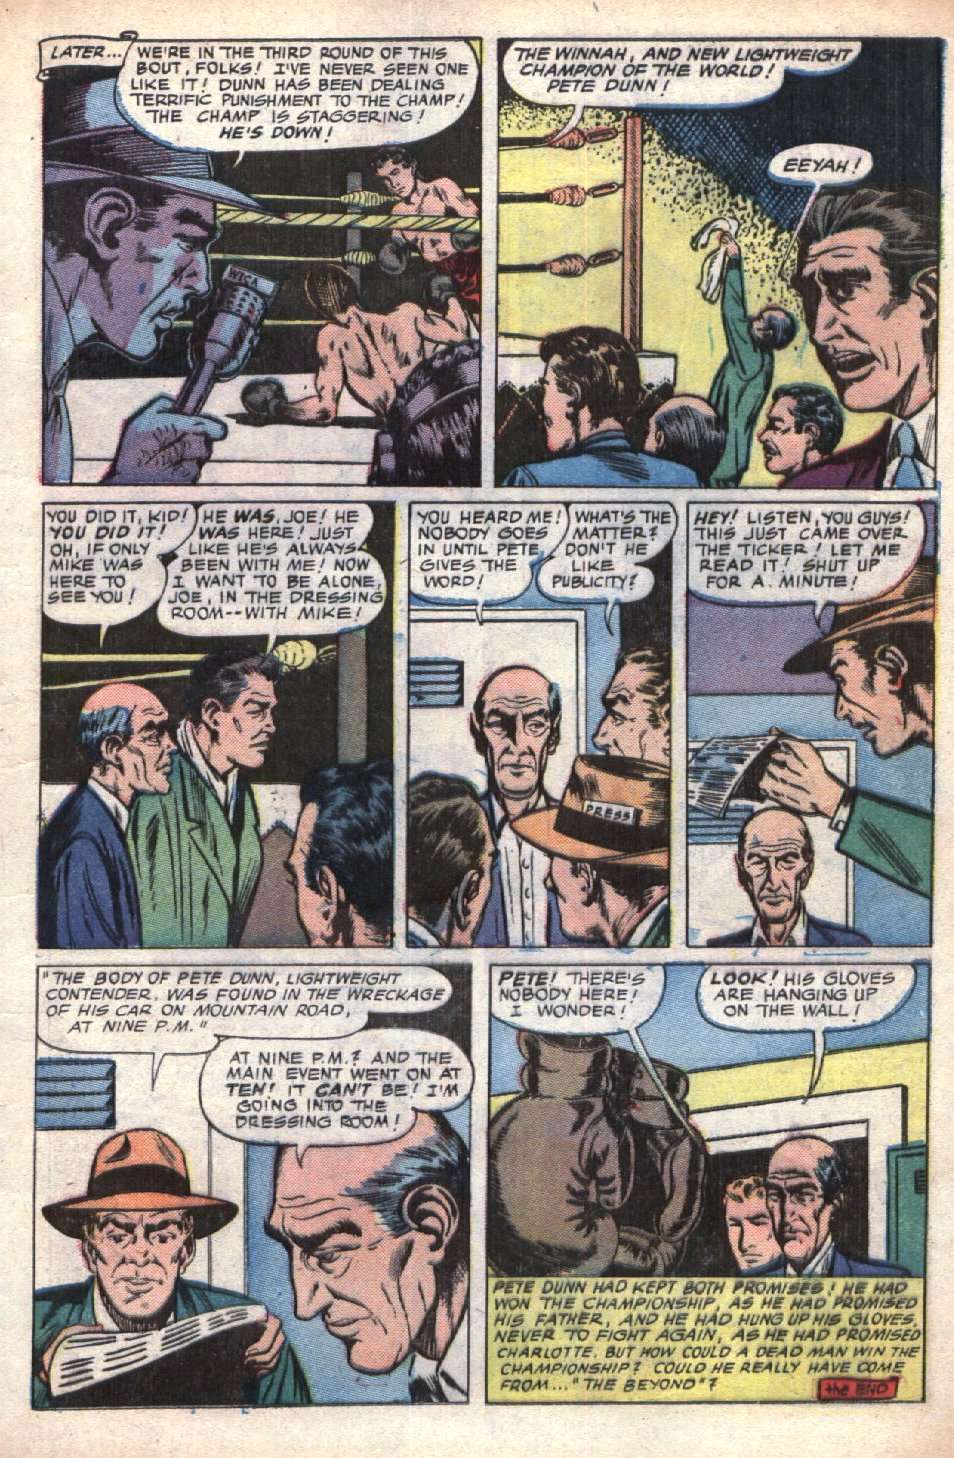 LATER...
WE'RE IN THE THIRD ROUND OF THIS
BOUT, FOLKS! I'VE NEVER SEEN ONE
LIKE IT! DUNN HAS BEEN DEALING
TERRIFIC PUNISHMENT TO THE CHAMP!
THE CHAMP IS STAGGERING!
HE'S DOWN!
WZCA
THE WINNAH, AND NEW LIGHTWEIGHT
CHAMPION OF THE WORLD!
PETE DUNN!
EEYAH!
YOU DID IT, KID!
YOU DID IT!
OH, IF ONLY
MIKE WAS
HERE TO
SEE YOU!
HE WAS, JOE! HE
WAS HERE! JUST
LIKE HE'S ALWAYS
BEEN WITH ME! NOW
I WANT TO BE ALONE,
JOE, IN THE DRESSING
ROOM--WITH MIKE!
YOU HEARD ME!
NOBODY GOES
IN UNTIL PETE
GIVES THE
WORD!
WHAT'S THE
MATTER?
DON'T HE
LIKE
PUBLICITY?
PRESS
HEY! LISTEN, YOU GUYS!
THIS JUST CAME OVER
THE TICKER! LET ME
READ IT! SHUT UP
FOR A MINUTE!
"THE BODY OF PETE DUNN, LIGHTWEIGHT
CONTENDER, WAS FOUND IN THE WRECKAGE
OF HIS CAR ON MOUNTAIN ROAD,
AT NINE P.M."
AT NINE P.M.? AND THE
MAIN EVENT WENT ON AT
TEN! IT CAN'T BE! I'M
GOING INTO THE
DRESSING ROOM!
PETE! THERE'S
NOBODY HERE!
I WONDER!
LOOK! HIS GLOVES
ARE HANGING UP
ON THE WALL!
PETE DUNN HAD KEPT BOTH PROMISES! HE HAD
WON THE CHAMPIONSHIP, AS HE HAD PROMISED
HIS FATHER, AND HE HAD HUNG UP HIS GLOVES,
NEVER TO FIGHT AGAIN, AS HE HAD PROMISED
CHARLOTTE. BUT HOW COULD A DEAD MAN WIN THE
CHAMPIONSHIP? COULD HE REALLY HAVE COME
FROM... "THE BEYOND"?
the END